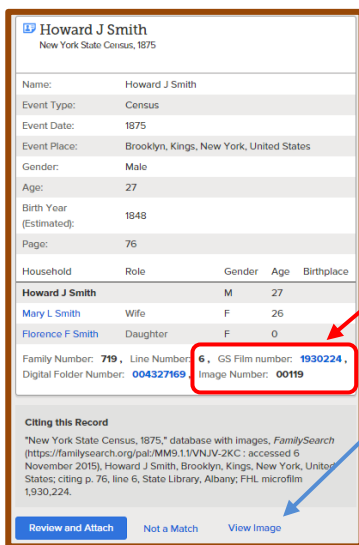 Howard J Smith
New York State Census, 1875
Name: Howard J Smith
Event Type: Census
Event Date: 1875
Event Place: Brooklyn, Kings, New York, United States
Gender: Male
Age: 27
Birth Year
(Estimated): 1848
Page: 76
Household Role Gender Age Birthplace
Howard J Smith M 27
Mary L Smith Wife F 26
Florence F Smith Daughter F 0
Family Number: 719 , Line Number: 6 , GS Film number: 1930224 ,
Digital Folder Number: 004327169 , Image Number: 00119
Citing this Record
"New York State Census, 1875," database with images, FamilySearch
(https://familysearch.org/pal:/MM9.1.1/VNJV-2KC : accessed 6
November 2015), Howard J Smith, Brooklyn, Kings, New York, United
States; citing p. 76, line 6, State Library, Albany; FHL microfilm
1,930,224.
Review and Attach Not a Match View Image